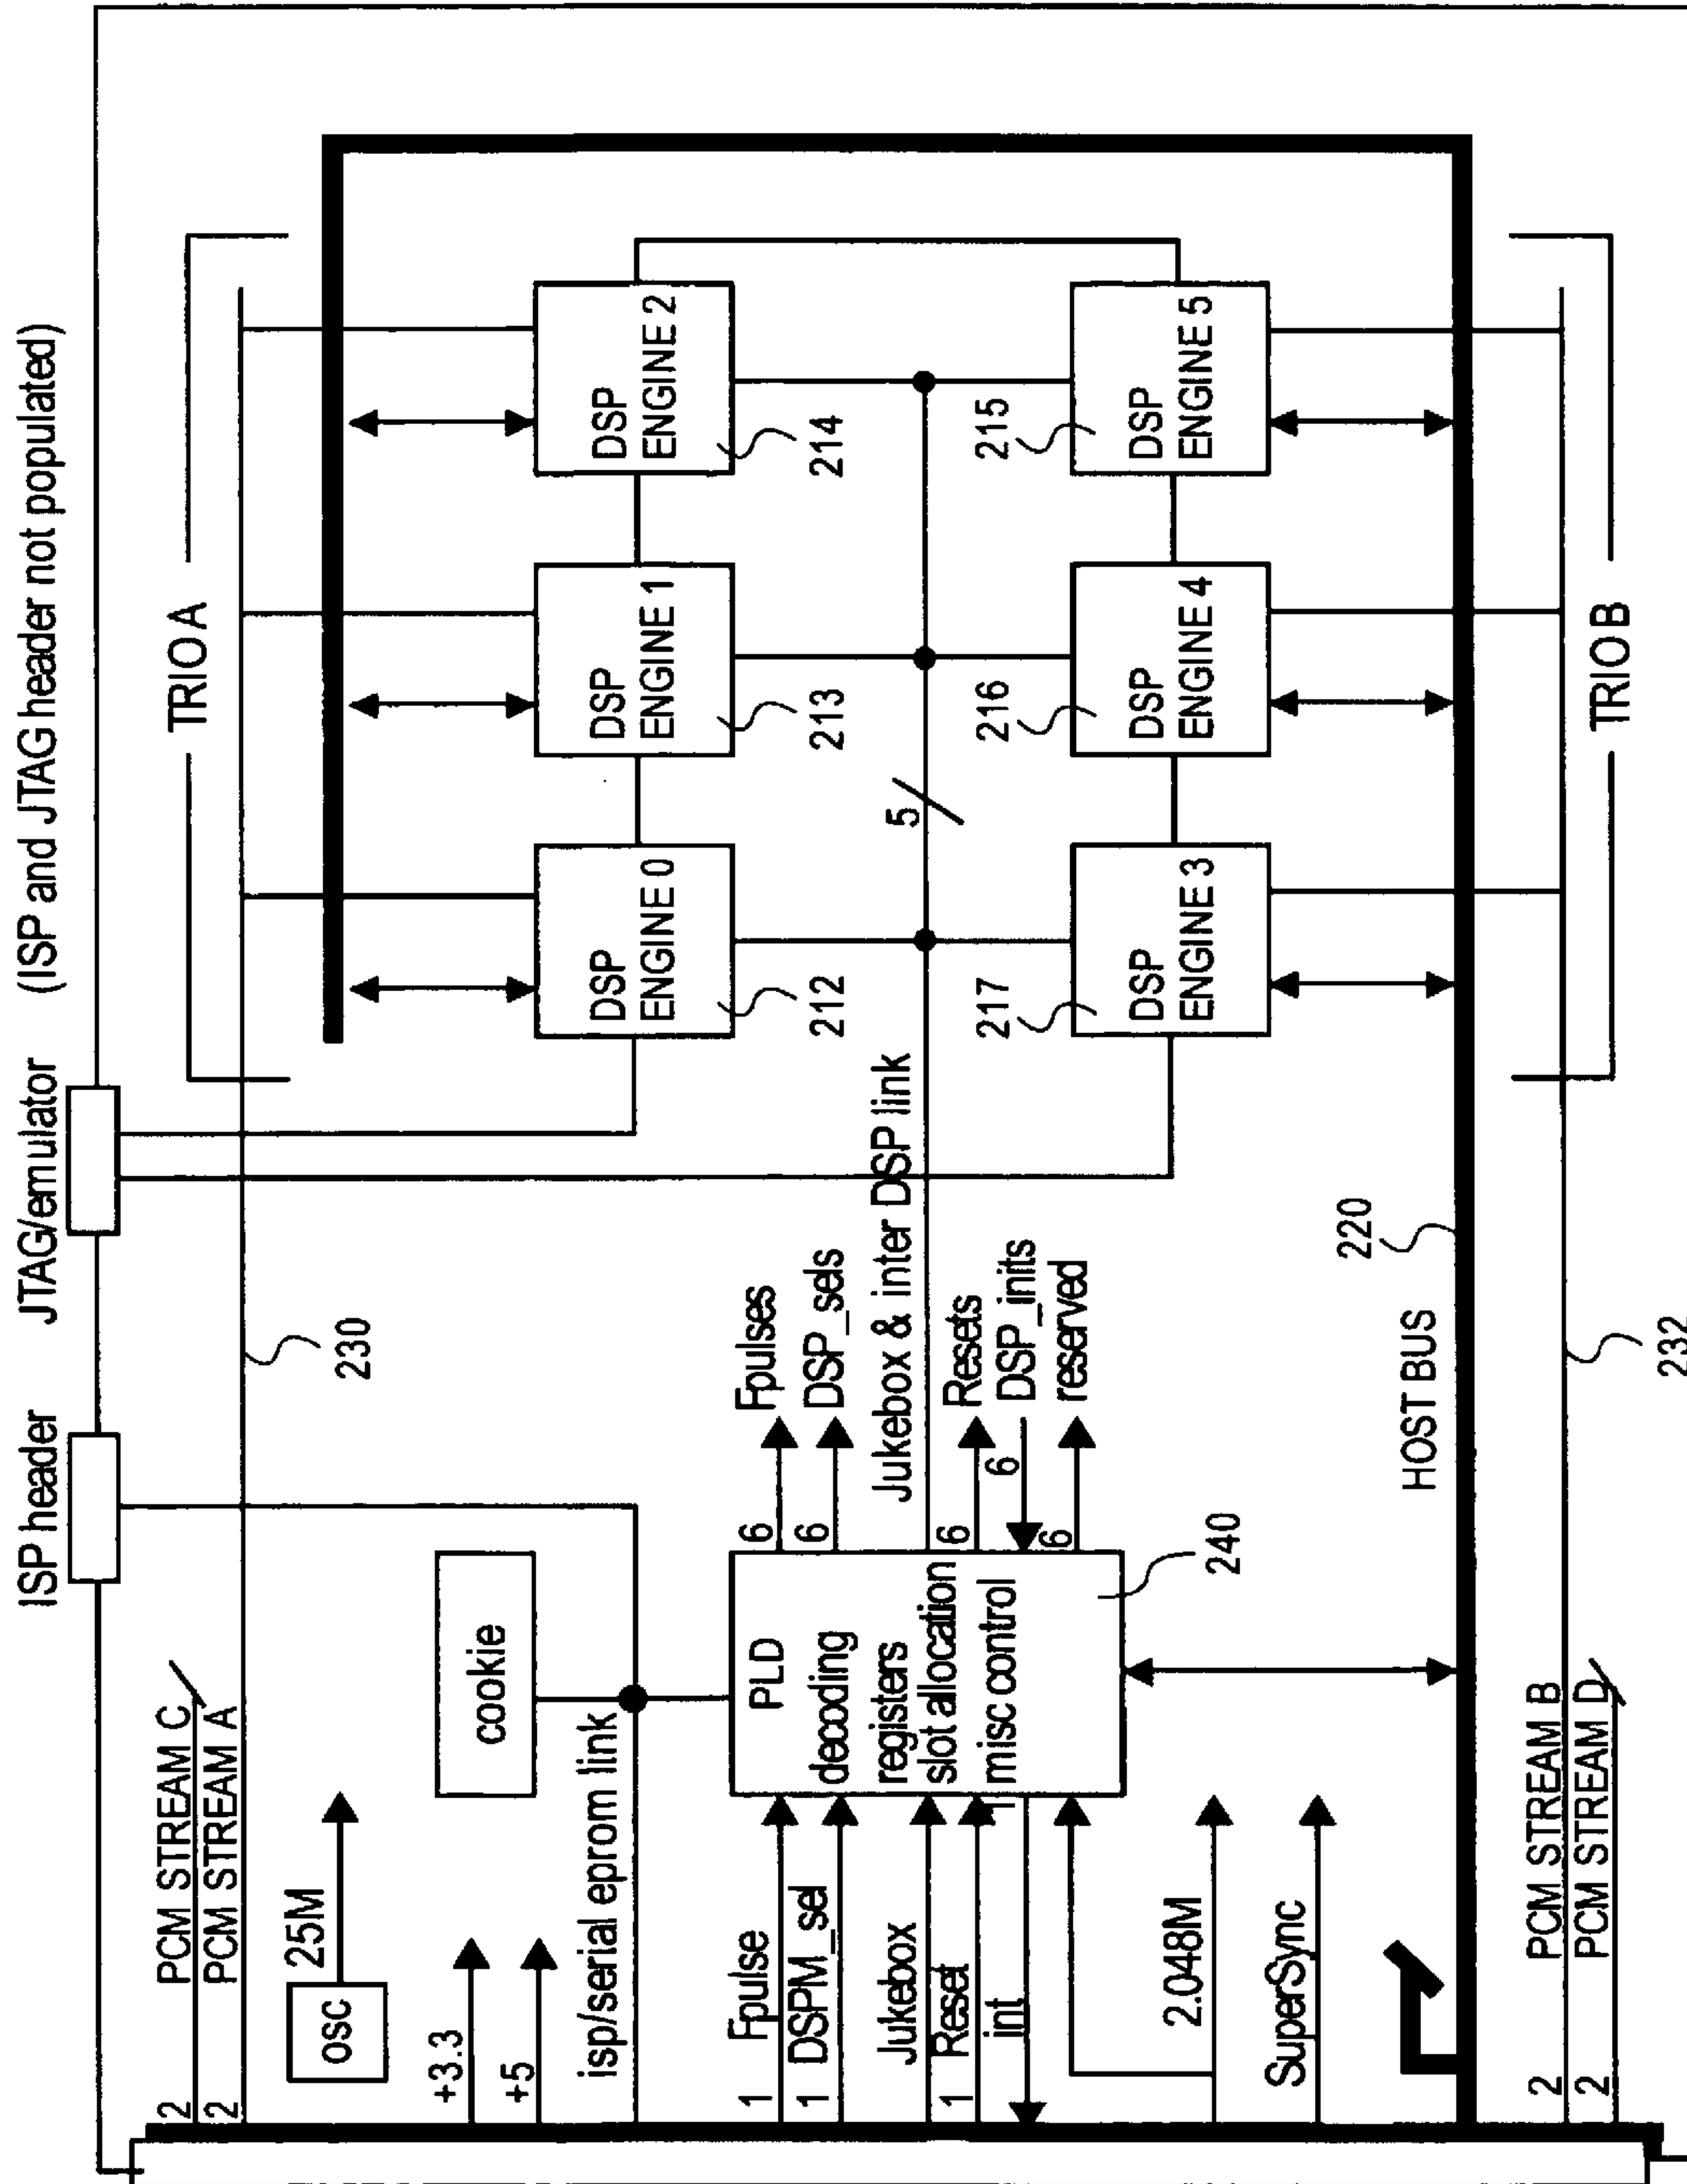 ISP header
JTAG/emulator
(ISP and JTAG header not populated)
2
PCM STREAM C
2
PCM STREAM A
230
TRIO A
osc
25M
+3.3
+5
cookie
isp/serial eprom link
DSP
ENGINE 0
212
DSP
ENGINE 1
213
DSP
ENGINE 2
214
1
Fpulse
1
DSPM_sel
Jukebox
1
Reset
int
1
PLD
decoding
registers
slot allocation
misc control
240
6
Fpulses
6
DSP_sels
Jukebox & inter DSP link
5
6
Resets
6
DSP_inits
6
reserved
DSP
ENGINE 3
217
DSP
ENGINE 4
216
DSP
ENGINE 5
215
2.048M
SuperSync
HOST BUS
220
2
PCM STREAM B
2
PCM STREAM D
232
TRIO B